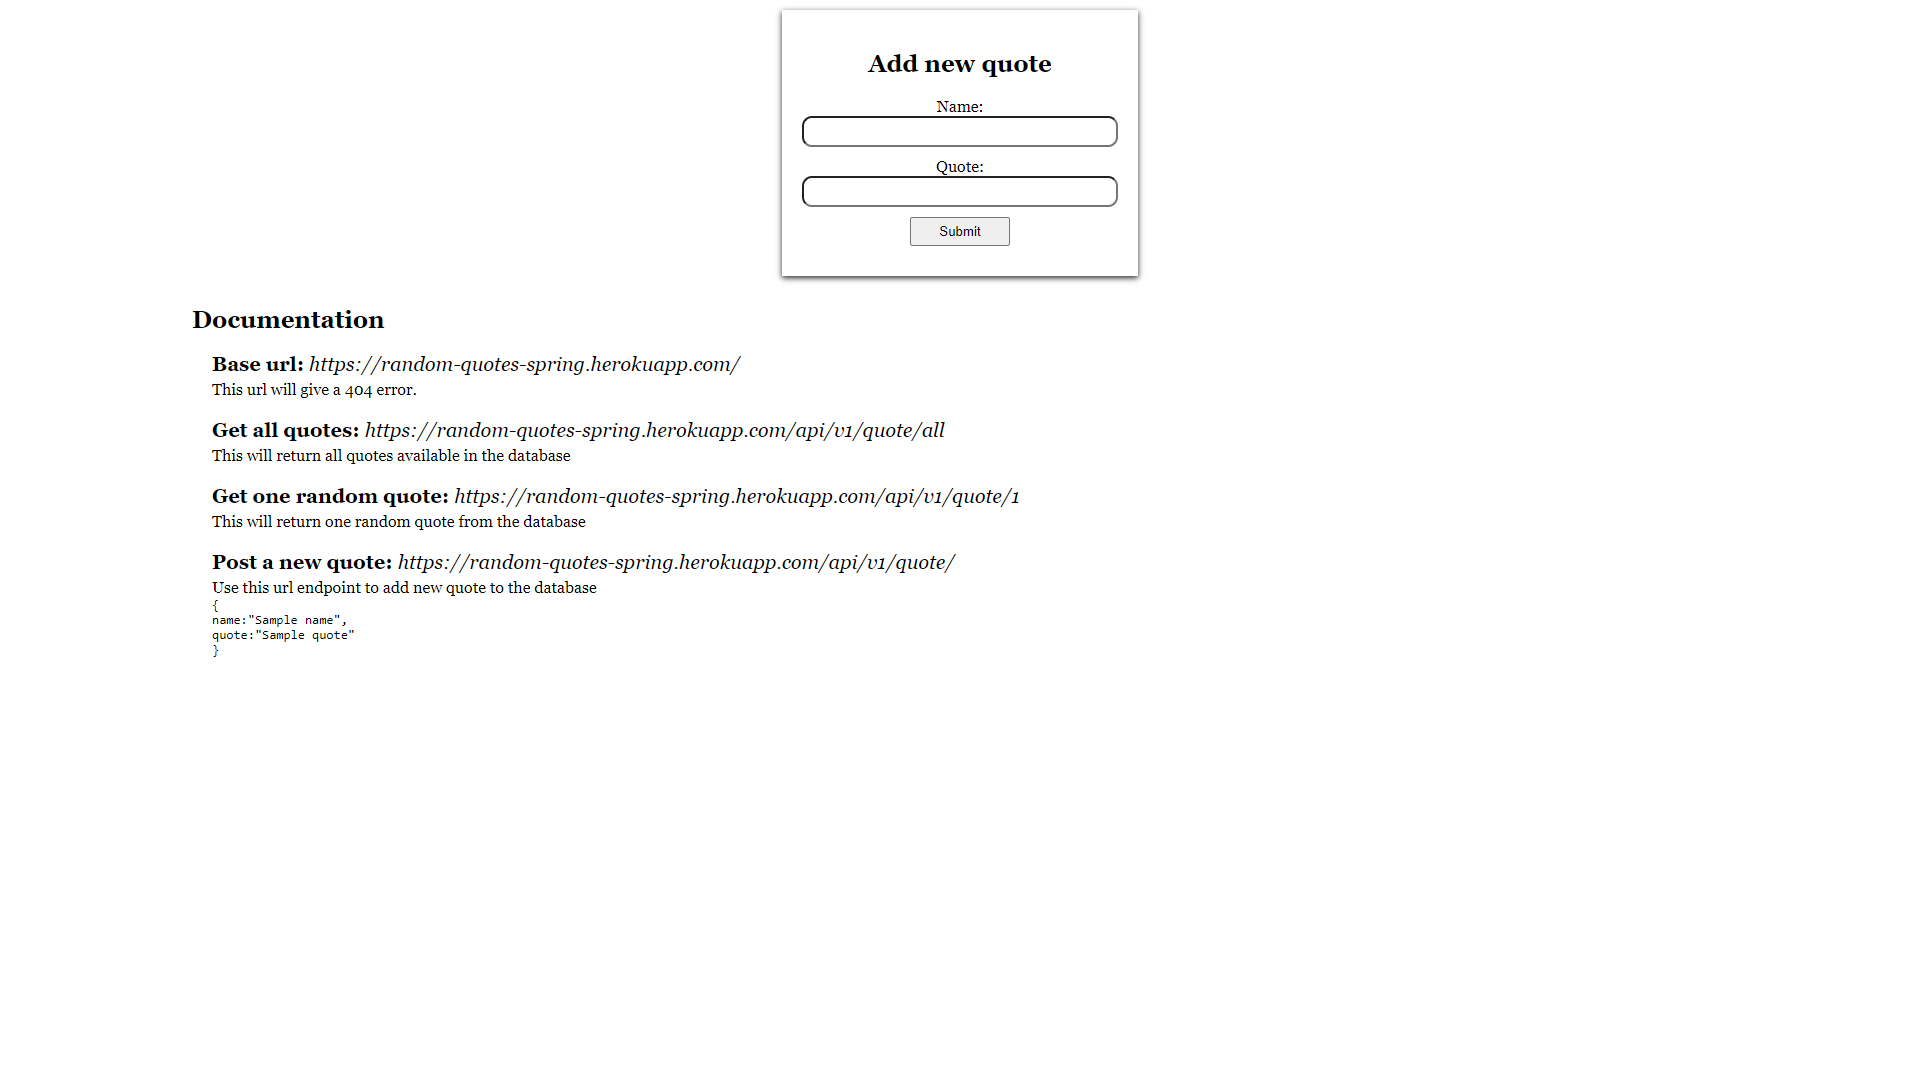 Add new quote
Name:
Quote:
Submit
Documentation
Base url: https://random-quotes-spring.herokuapp.com/
This url will give a 404 error.
Get all quotes: https://random-quotes-spring.herokuapp.com/api/v1/quote/all
This will return all quotes available in the database
Get one random quote: https://random-quotes-spring.herokuapp.com/api/v1/quote/1
This will return one random quote from the database
Post a new quote: https://random-quotes-spring.herokuapp.com/api/v1/quote/
Use this url endpoint to add new quote to the database
{
name:"Sample name",
quote:"Sample quote"
}